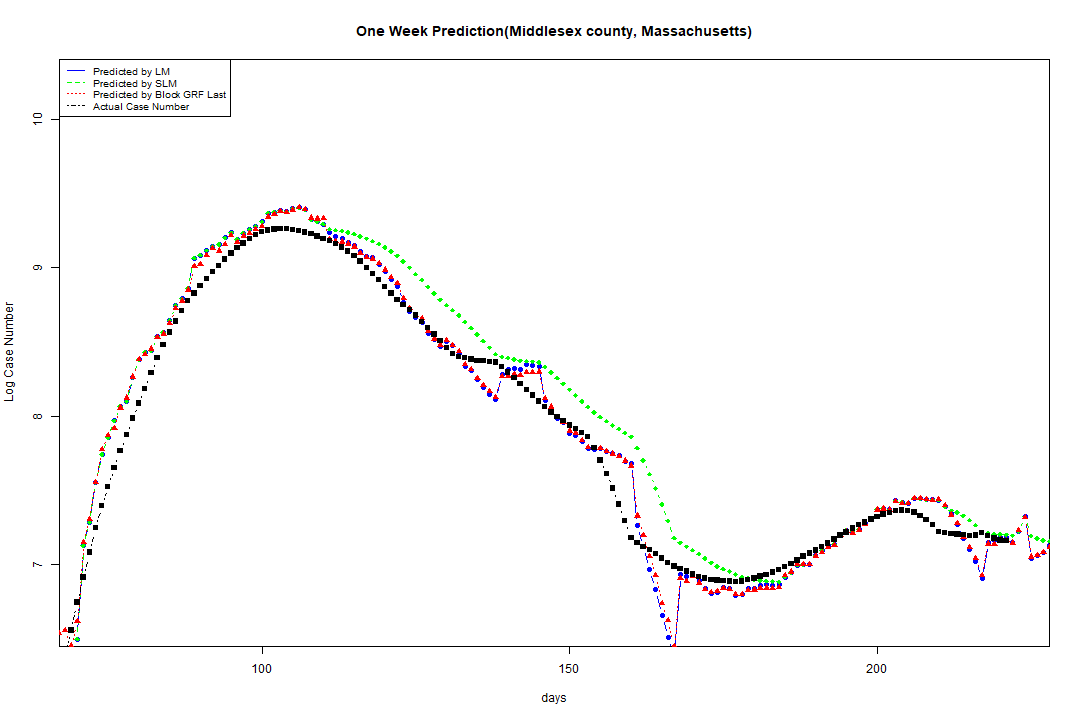 One Week Prediction(Middlesex county, Massachusetts)
Predicted by LM
Predicted by SLM
Predicted by Block GRF Last
Actual Case Number
Log Case Number
10
9
8
7
100
150
200
days